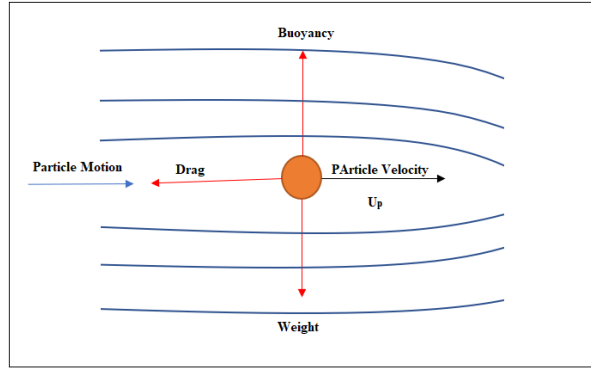 Buoyancy
Particle Motion
Drag
PArticle Velocity
Up
Weight